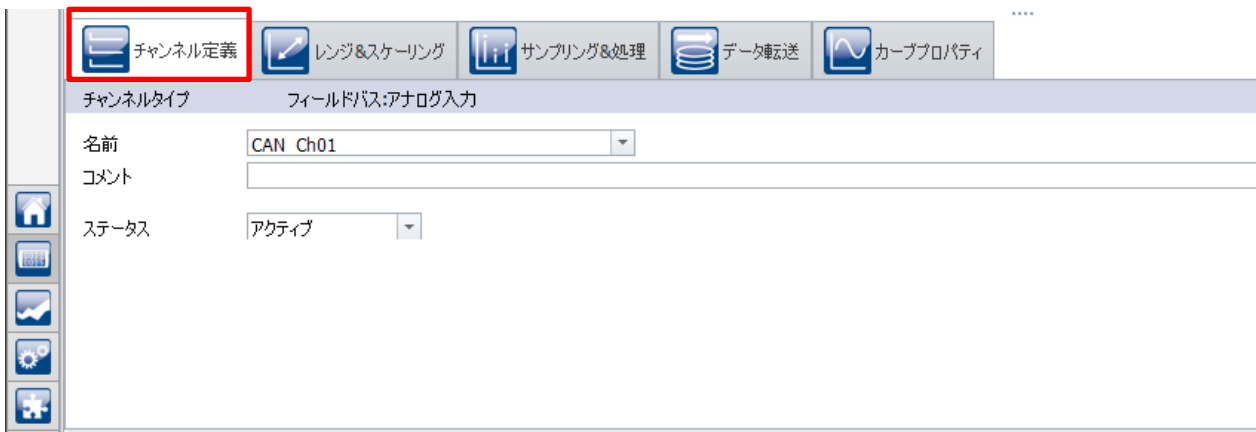 チャンネル定義 レンジ&スケーリング サンプリング&処理 データ転送 カーブプロパティ
チャンネルタイプ フィールドバス:アナログ入力
名前 CAN Ch01
コメント
ステータス アクティブ